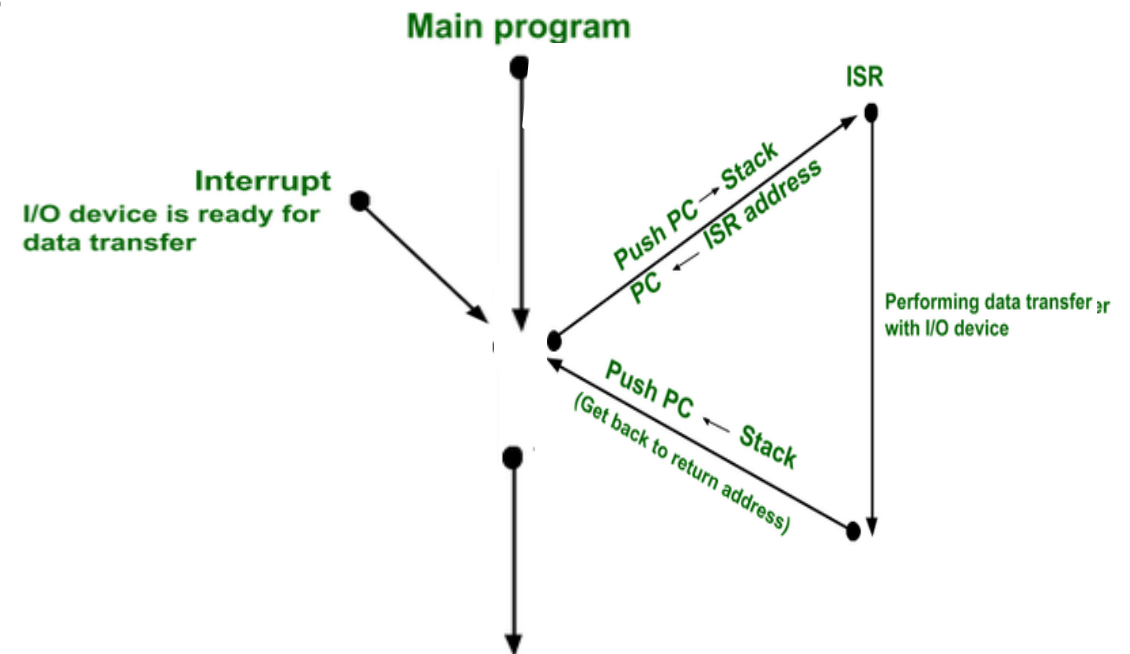 Main program
ISR
Interrupt
I/O device is ready for
data transfer
Push PC → Stack
PC ← ISR address
Performing data transfer er
with I/O device
Push PC ← Stack
(Get back to return address)